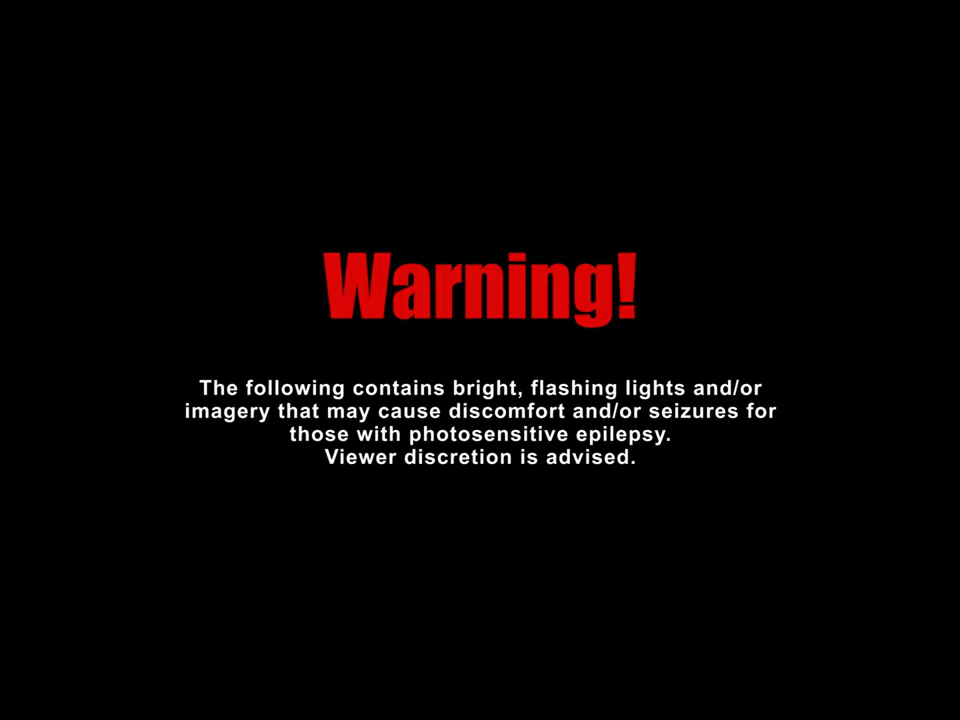 Warning!
The following contains bright, flashing lights and/or
imagery that may cause discomfort and/or seizures for
those with photosensitive epilepsy.
Viewer discretion is advised.